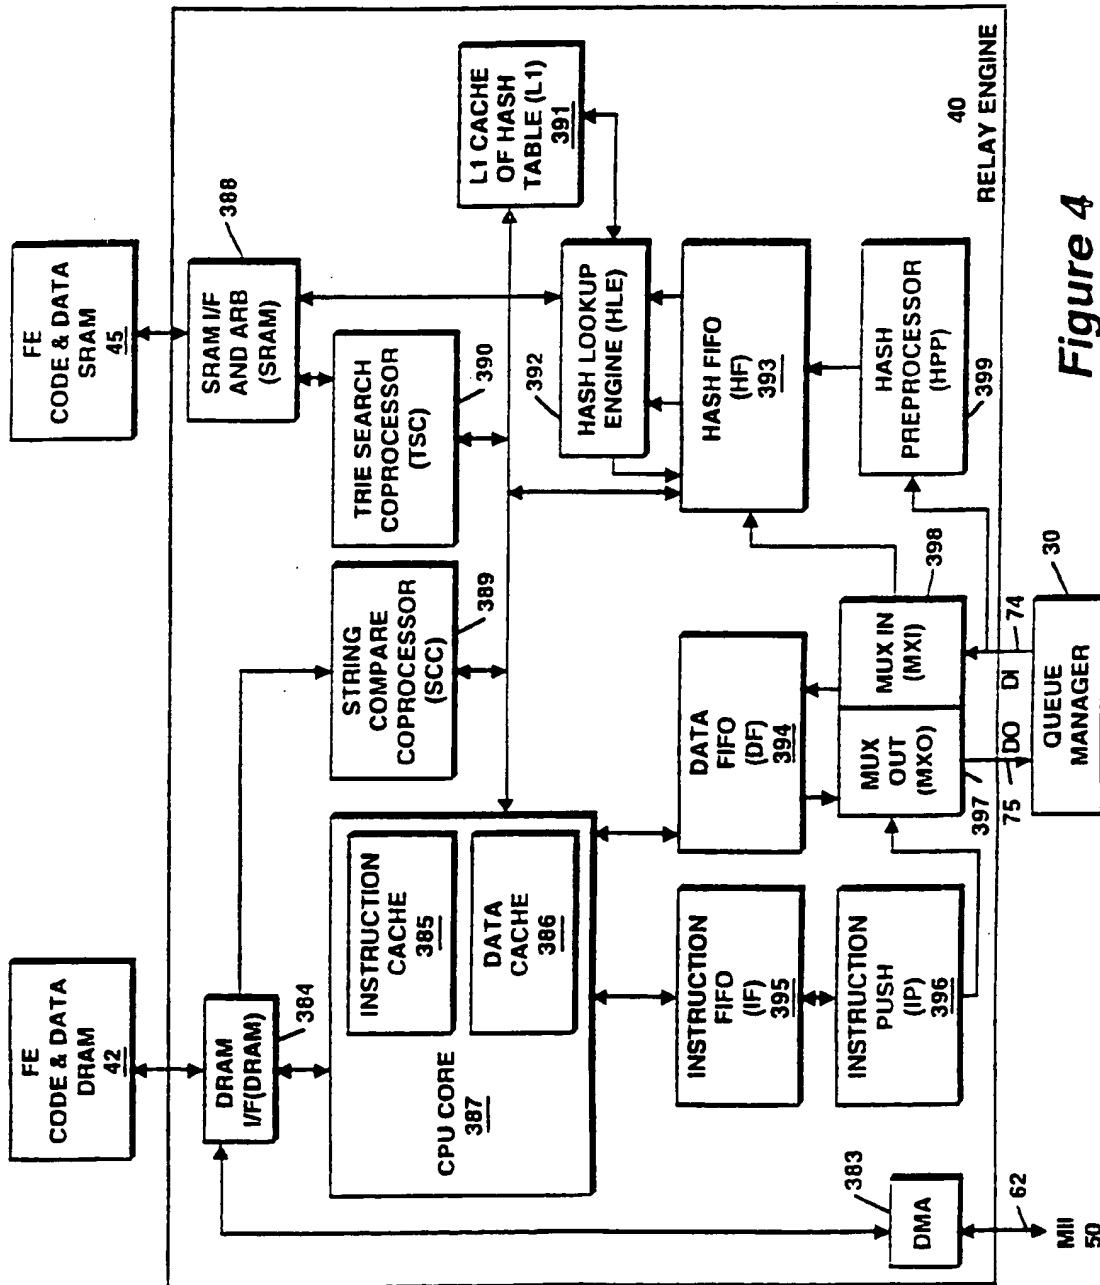 FE
CODE & DATA
DRAM
42
FE
CODE & DATA
SRAM
45
DRAM
I/F(DRAM)
384
SRAM I/F
AND ARB
(SRAM)
388
INSTRUCTION
CACHE
385
DATA
CACHE
386
CPU CORE
387
STRING
COMPARE
COPROCESSOR
(SCC)
389
TRIE SEARCH
COPROCESSOR
(TSC)
390
L1 CACHE
OF HASH
TABLE (L1)
391
392
HASH LOOKUP
ENGINE (HLE)
INSTRUCTION
FIFO
(IF)
395
DATA
FIFO
(DF)
394
HASH FIFO
(HF)
393
383
DMA
INSTRUCTION
PUSH
(IP)
396
MUX
OUT
(MXO)
MUX IN
(MXI)
398
HASH
PREPROCESSOR
(HPP)
399
397
40
RELAY ENGINE
62
MII
50
75
DO
DI
74
QUEUE
MANAGER
30
Figure 4